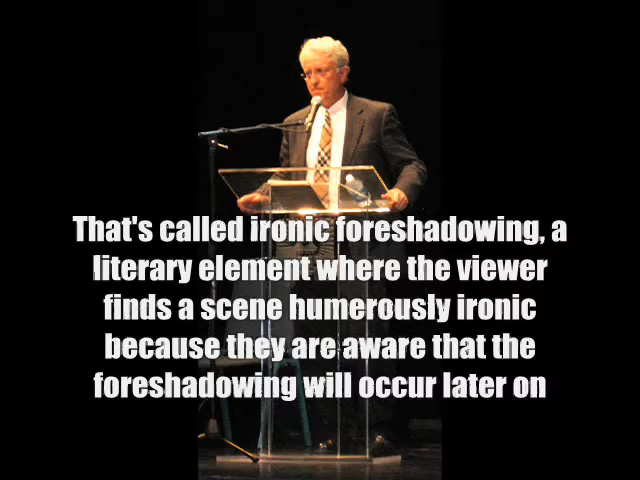 That's called ironic foreshadowing, a
literary element where the viewer
finds a scene humerously ironic
because they are aware that the
foreshadowing will occur later on